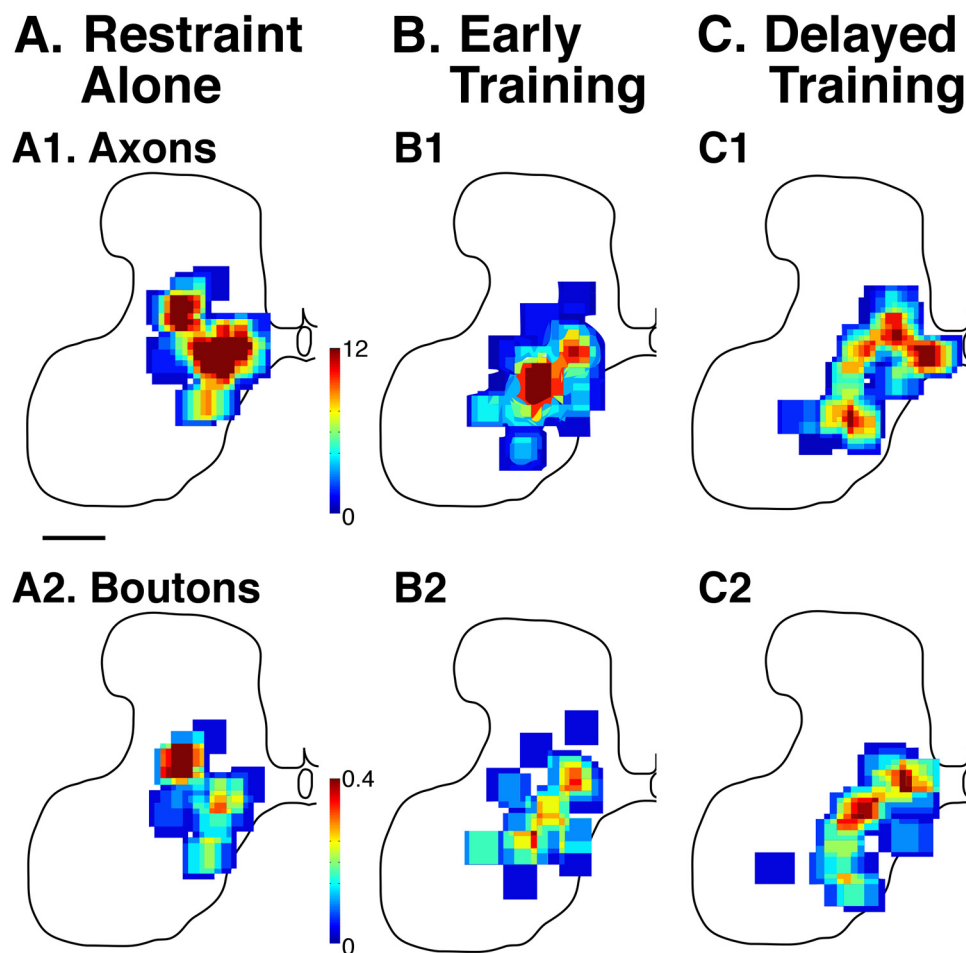 A. Restraint
Alone
B. Early
Training
C. Delayed
Training
A1. Axons
B1
C1
12
0
A2. Boutons
B2
C2
0.4
0